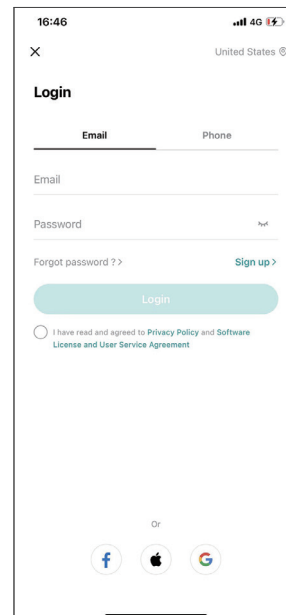 16:46
4G
United States
Login
Email
Phone
Email
Password
Forgot password ? >
Sign up >
Login
I have read and agreed to Privacy Policy and Software
License and User Service Agreement
Or